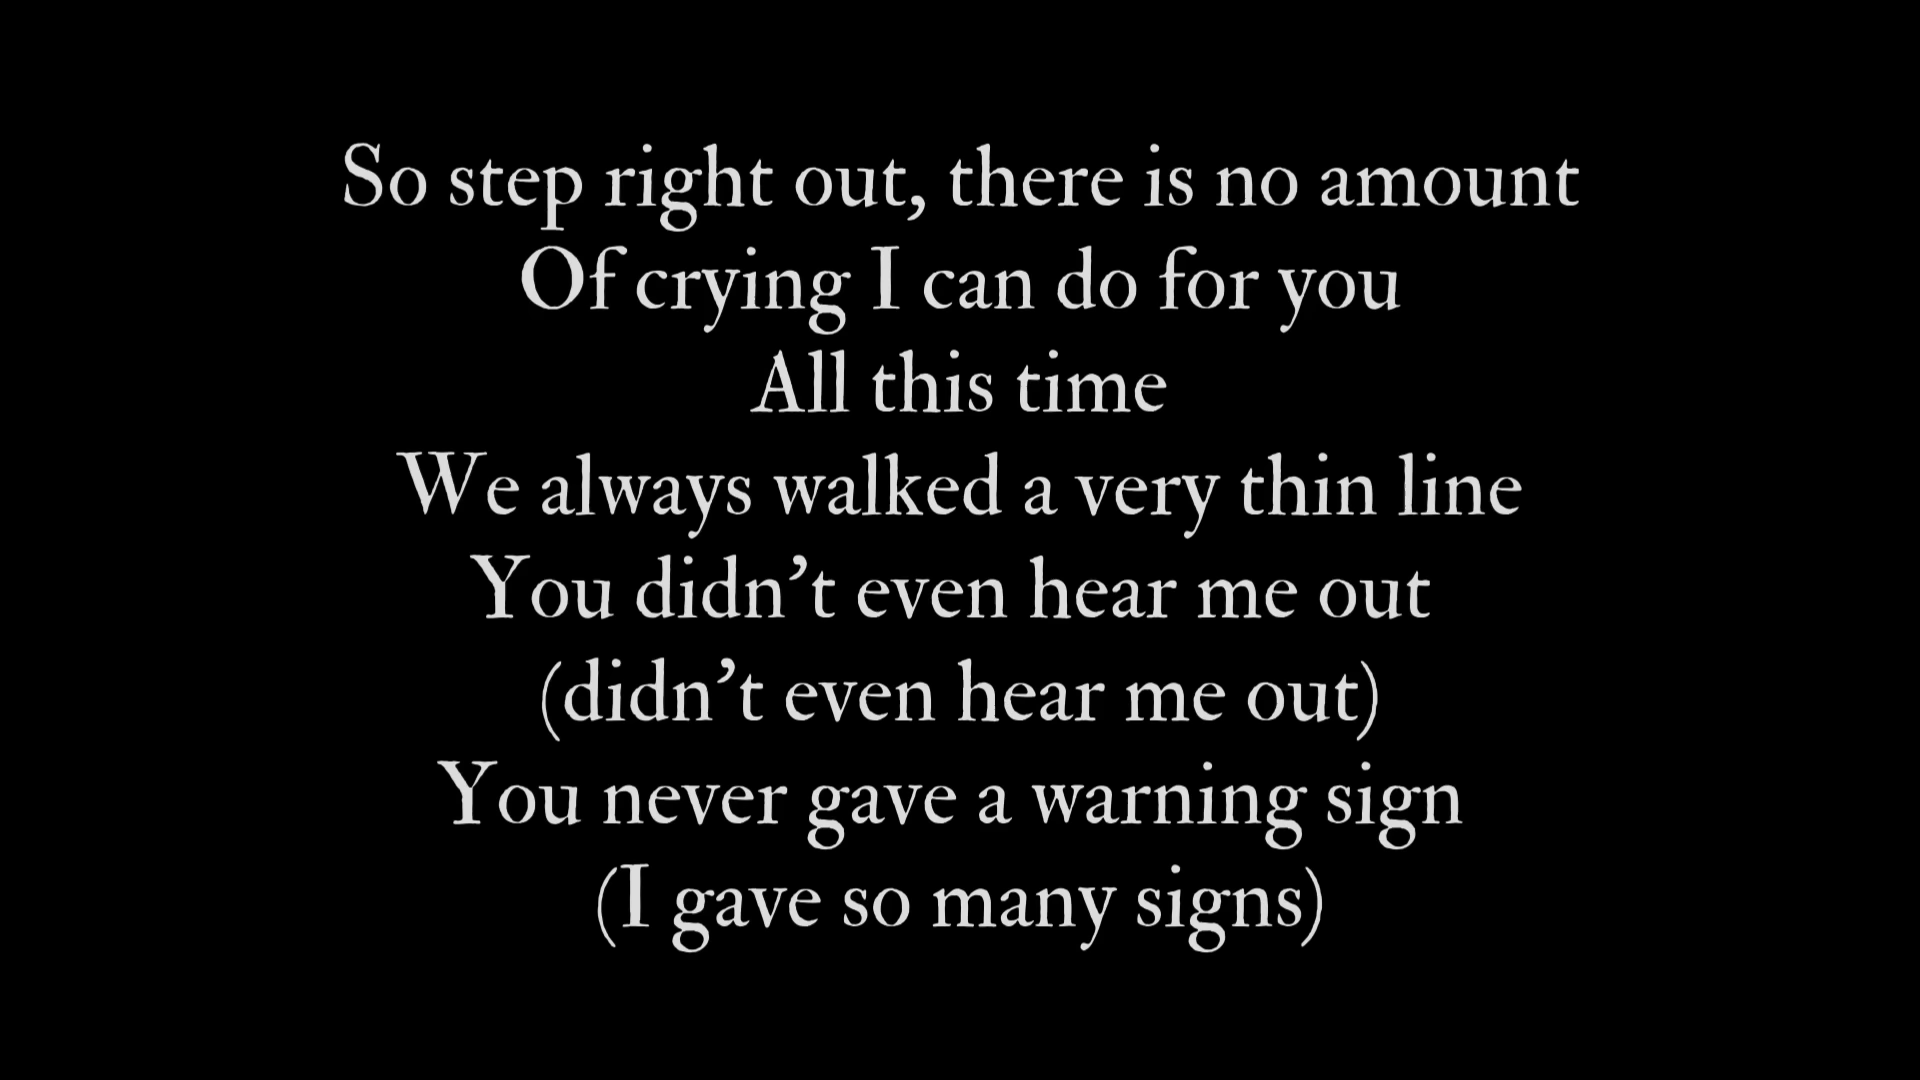 So step right out, there is no amount
Of crying I can do for you
All this time
We always walked a very thin line
You didn’t even hear me out
(didn’t even hear me out)
You never gave a warning sign
(I gave so many signs)